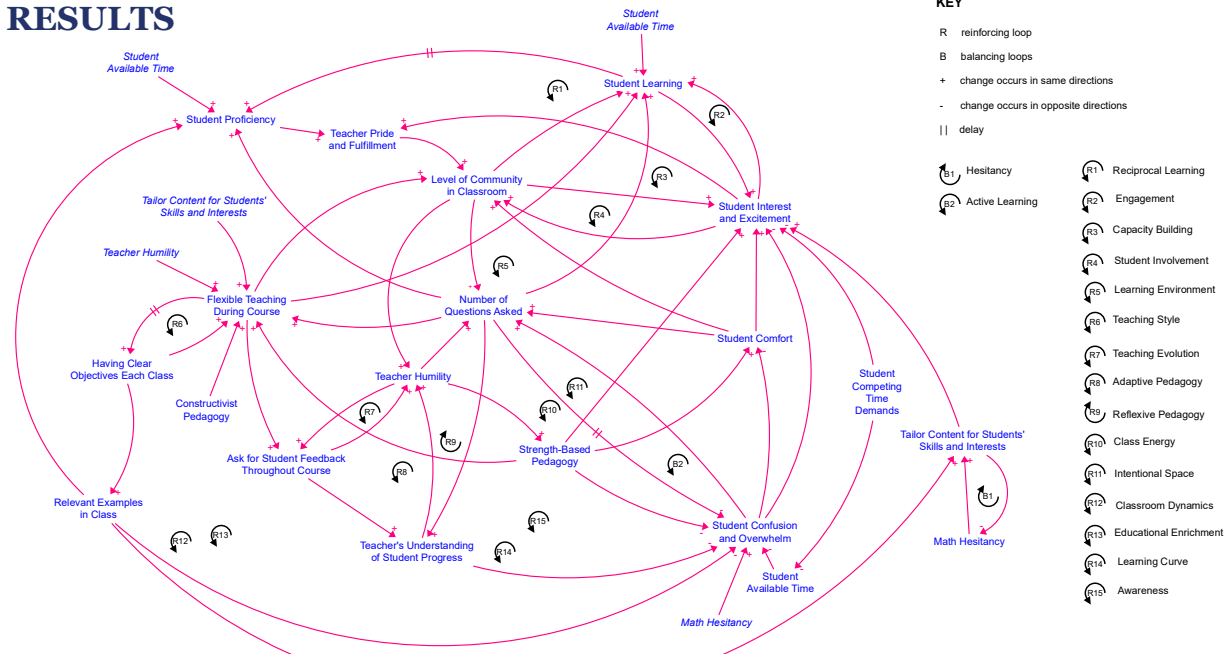 RESULTS
KEY
R reinforcing loop
B balancing loops
+ change occurs in same directions
- change occurs in opposite directions
|| delay
B1 Hesitancy
B2 Active Learning
R1 Reciprocal Learning
R2 Engagement
R3 Capacity Building
R4 Student Involvement
R5 Learning Environment
R6 Teaching Style
R7 Teaching Evolution
R8 Adaptive Pedagogy
R9 Reflexive Pedagogy
R10 Class Energy
R11 Intentional Space
R12 Classroom Dynamics
R13 Educational Enrichment
R14 Learning Curve
R15 Awareness
Student
Available Time
Student
Available Time
Student Learning
R1
R2
Student Proficiency
Teacher Pride
and Fulfillment
Level of Community
in Classroom
R3
Tailor Content for Students'
Skills and Interests
R4
Student Interest
and Excitement
Teacher Humility
R5
Flexible Teaching
During Course
Number of
Questions Asked
R6
Student Comfort
Having Clear
Objectives Each Class
Teacher Humility
Student
Competing
Time
Demands
R11
Constructivist
Pedagogy
R7
R10
R9
Tailor Content for Students'
Skills and Interests
Ask for Student Feedback
Throughout Course
R8
Strength-Based
Pedagogy
B2
B1
Relevant Examples
in Class
R12
R13
R15
Student Confusion
and Overwhelm
Math Hesitancy
Teacher's Understanding
of Student Progress
R14
Student
Available Time
Math Hesitancy